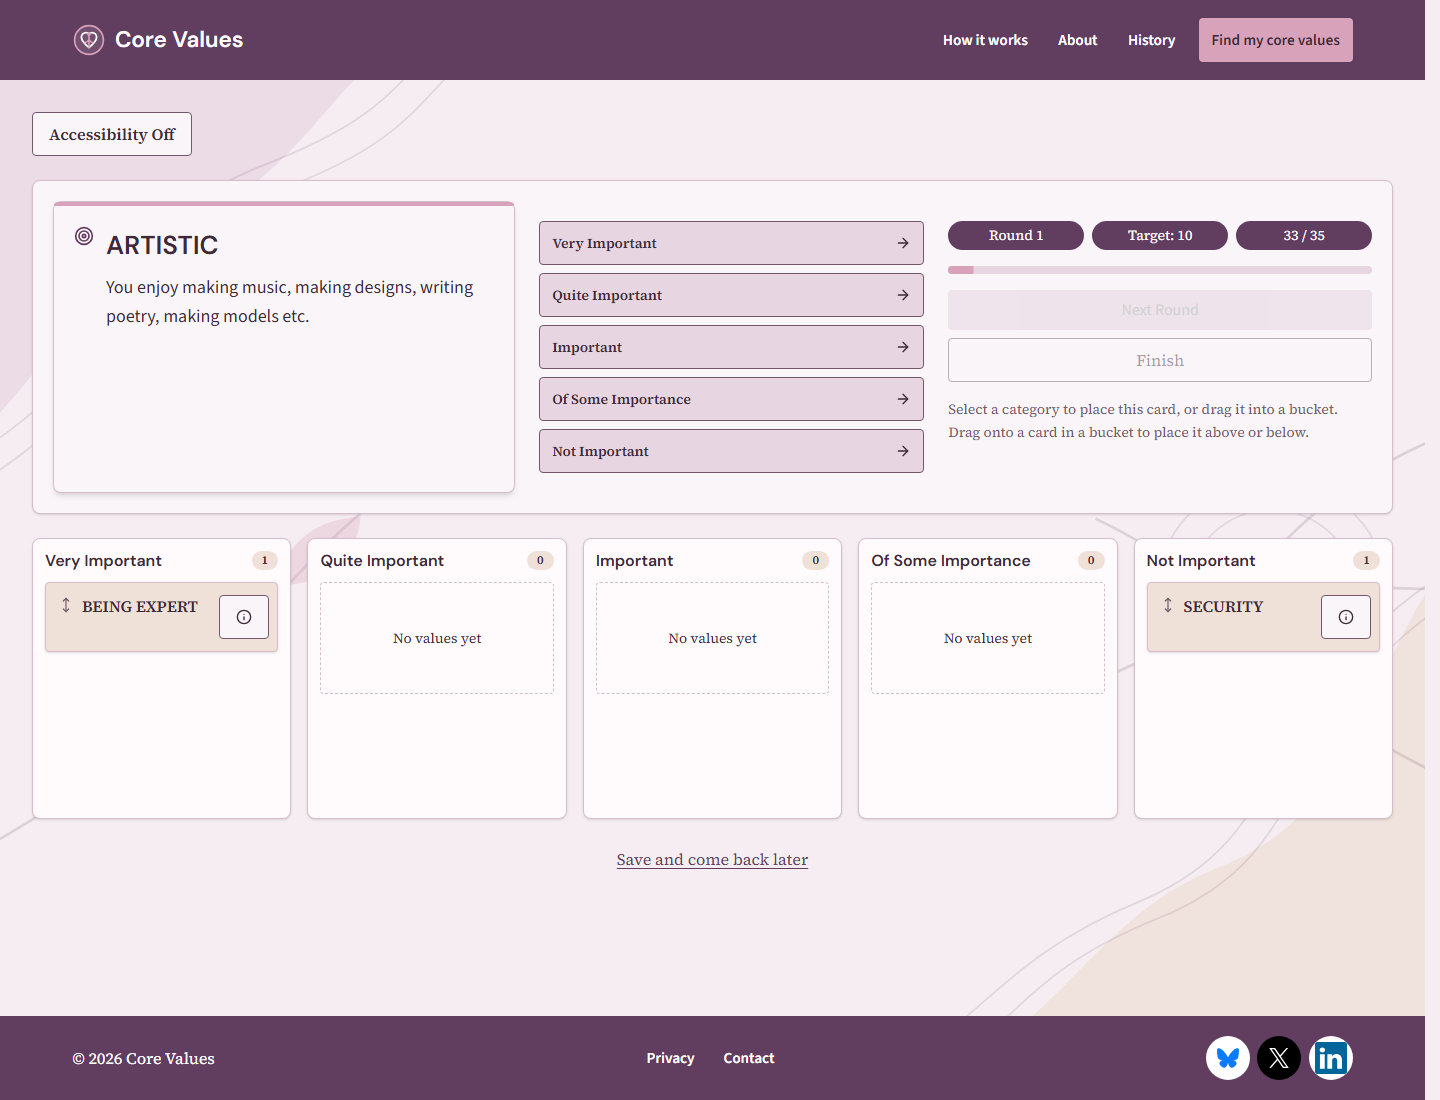 Core Values
How it works
About
History
Find my core values
Accessibility Off
ARTISTIC
You enjoy making music, making designs, writing
poetry, making models etc.
Very Important
Quite Important
Important
Of Some Importance
Not Important
Round 1
Target: 10
33 / 35
Next Round
Finish
Select a category to place this card, or drag it into a bucket.
Drag onto a card in a bucket to place it above or below.
Very Important
1
BEING EXPERT
Quite Important
0
No values yet
Important
0
No values yet
Of Some Importance
0
No values yet
Not Important
1
SECURITY
Save and come back later
© 2026 Core Values
Privacy
Contact
in